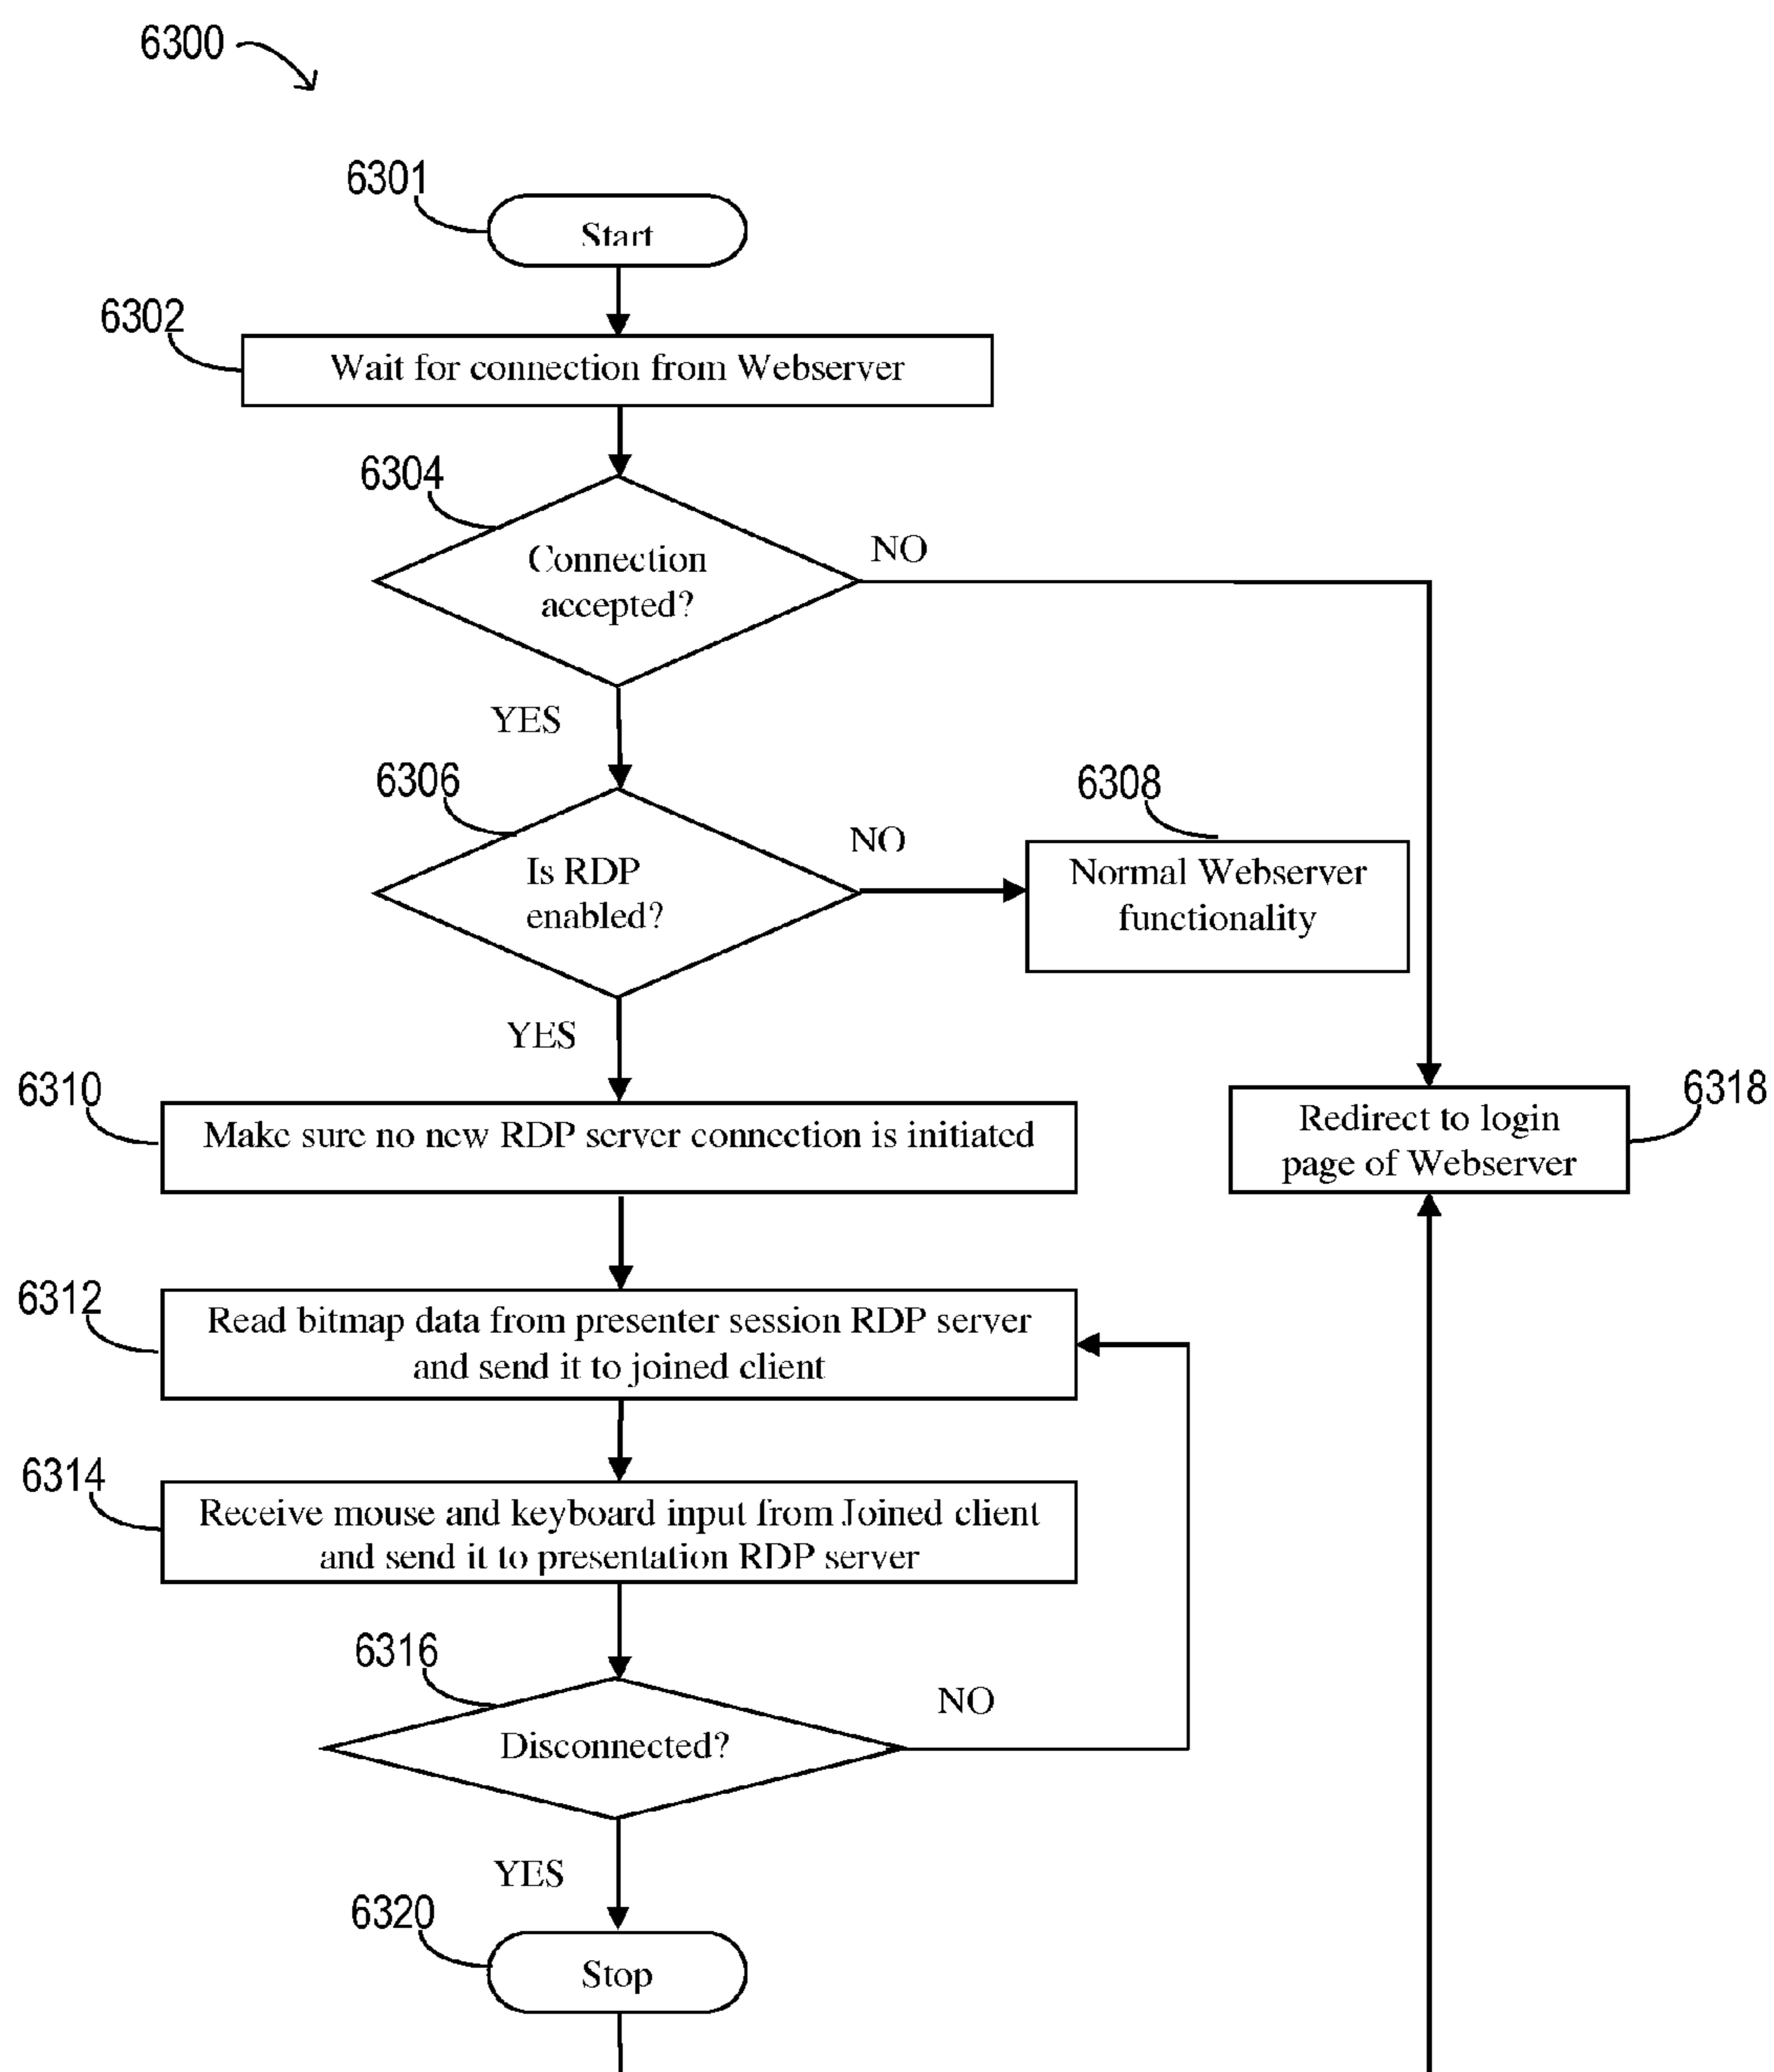 6300
6301
Start
6302
Wait for connection from Webserver
6304
Connection
accepted?
NO
YES
6306
Is RDP
enabled?
NO
6308
Normal Webserver
functionality
YES
6310
Make sure no new RDP server connection is initiated
6318
Redirect to login
page of Webserver
6312
Read bitmap data from presenter session RDP server
and send it to joined client
6314
Receive mouse and keyboard input from Joined client
and send it to presentation RDP server
6316
Disconnected?
NO
YES
6320
Stop